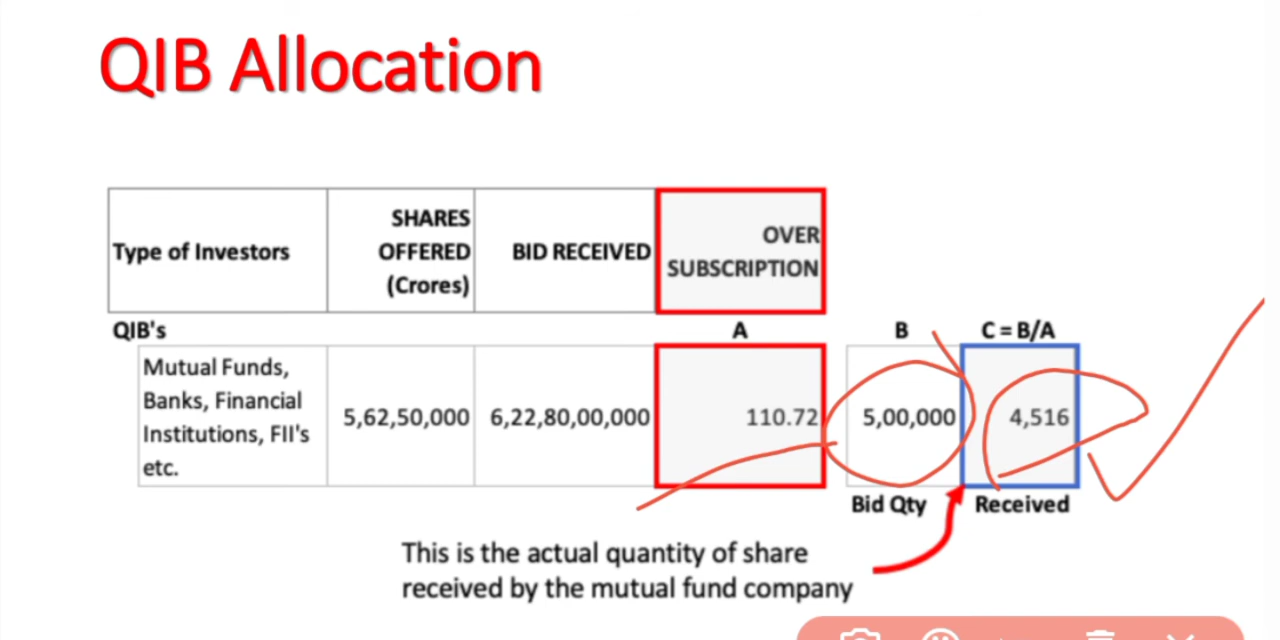 QIB Allocation
Type of Investors
SHARES
OFFERED
(Crores)
BID RECEIVED
OVER
SUBSCRIPTION
QIB's
A
B
C = B/A
Mutual Funds,
Banks, Financial
Institutions, FII's
etc.
5,62,50,000
6,22,80,00,000
110.72
5,00,000
4,516
Bid Qty
Received
This is the actual quantity of share
received by the mutual fund company